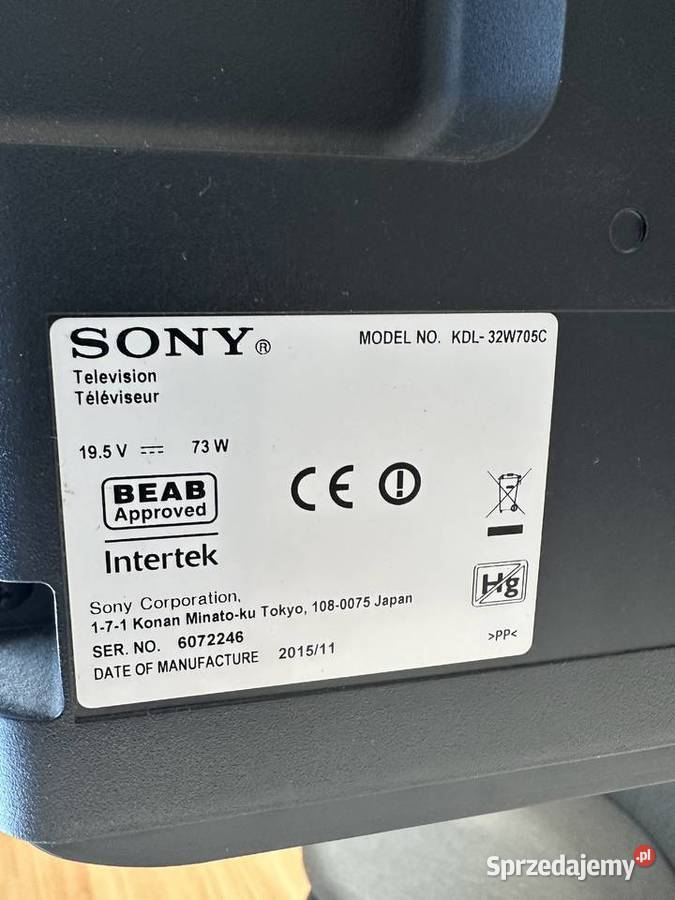 SONY®
MODEL NO. KDL-32W705C
Television
Téléviseur
19.5 V ⎓ 73 W
BEAB
Approved
Intertek
CE
Hg
Sony Corporation,
1-7-1 Konan Minato-ku Tokyo, 108-0075 Japan
SER. NO. 6072246
DATE OF MANUFACTURE 2015/11
>PP<
Sprzedajemy.pl